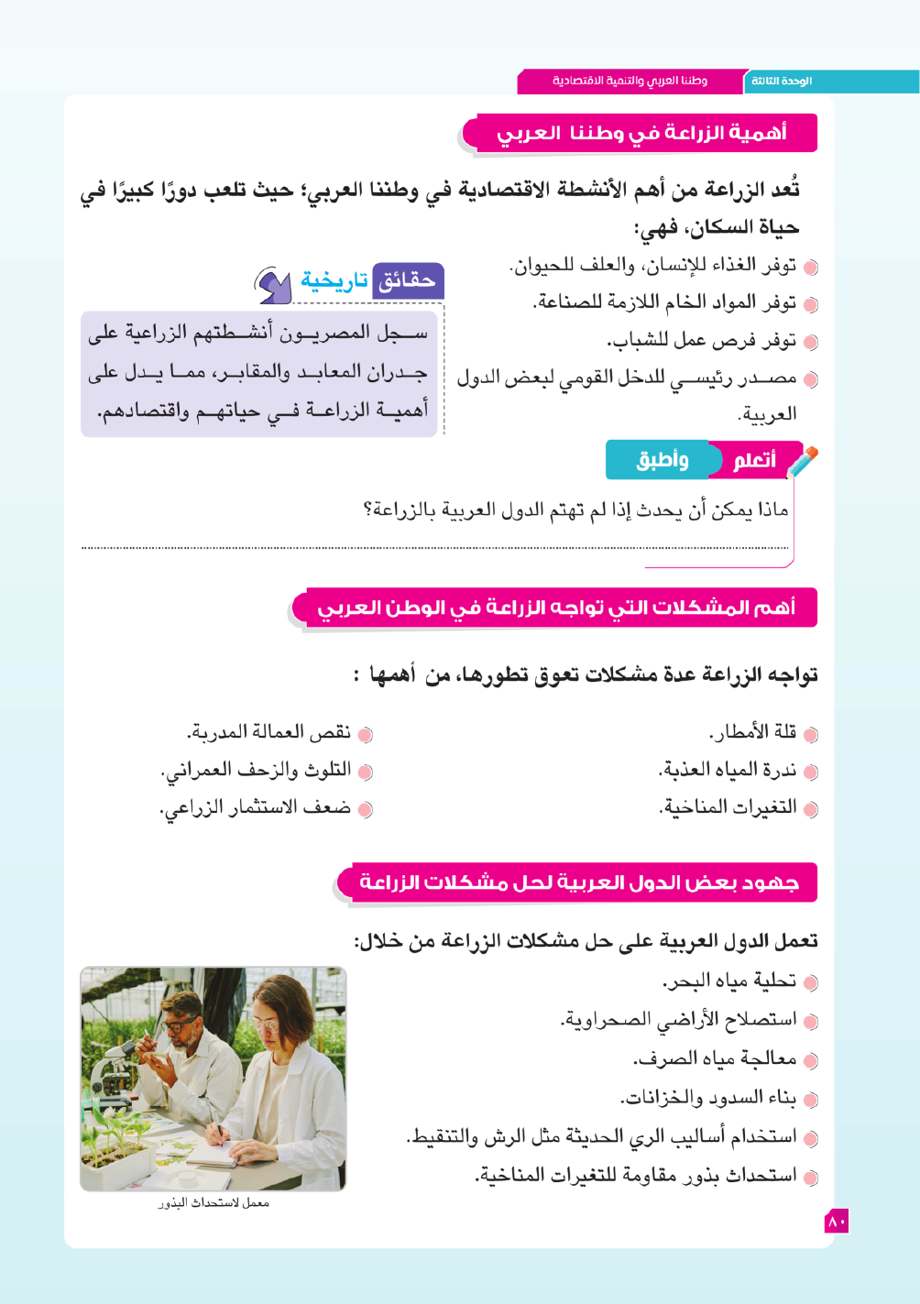 الوحدة الثالثة
وطننا العربي والتنمية الاقتصادية
أهمية الزراعة في وطننا العربي
تُعد الزراعة من أهم الأنشطة الاقتصادية في وطننا العربي؛ حيث تلعب دورًا كبيرًا في
حياة السكان، فهي:
توفر الغذاء للإنسان، والعلف للحيوان.
توفر المواد الخام اللازمة للصناعة.
توفر فرص عمل للشباب.
مصدر رئيسي للدخل القومي لبعض الدول
العربية.
حقائق تاريخية
سجل المصريون أنشطتهم الزراعية على
جدران المعابد والمقابر، مما يدل على
أهمية الزراعة في حياتهم واقتصادهم.
أتعلم وأطبق
ماذا يمكن أن يحدث إذا لم تهتم الدول العربية بالزراعة؟
أهم المشكلات التي تواجه الزراعة في الوطن العربي
تواجه الزراعة عدة مشكلات تعوق تطورها، من أهمها :
قلة الأمطار.
ندرة المياه العذبة.
التغيرات المناخية.
نقص العمالة المدربة.
التلوث والزحف العمراني.
ضعف الاستثمار الزراعي.
جهود بعض الدول العربية لحل مشكلات الزراعة
تعمل الدول العربية على حل مشكلات الزراعة من خلال:
تحلية مياه البحر.
استصلاح الأراضي الصحراوية.
معالجة مياه الصرف.
بناء السدود والخزانات.
استخدام أساليب الري الحديثة مثل الرش والتنقيط.
استحداث بذور مقاومة للتغيرات المناخية.
معمل لاستحداث البذور
٨٠